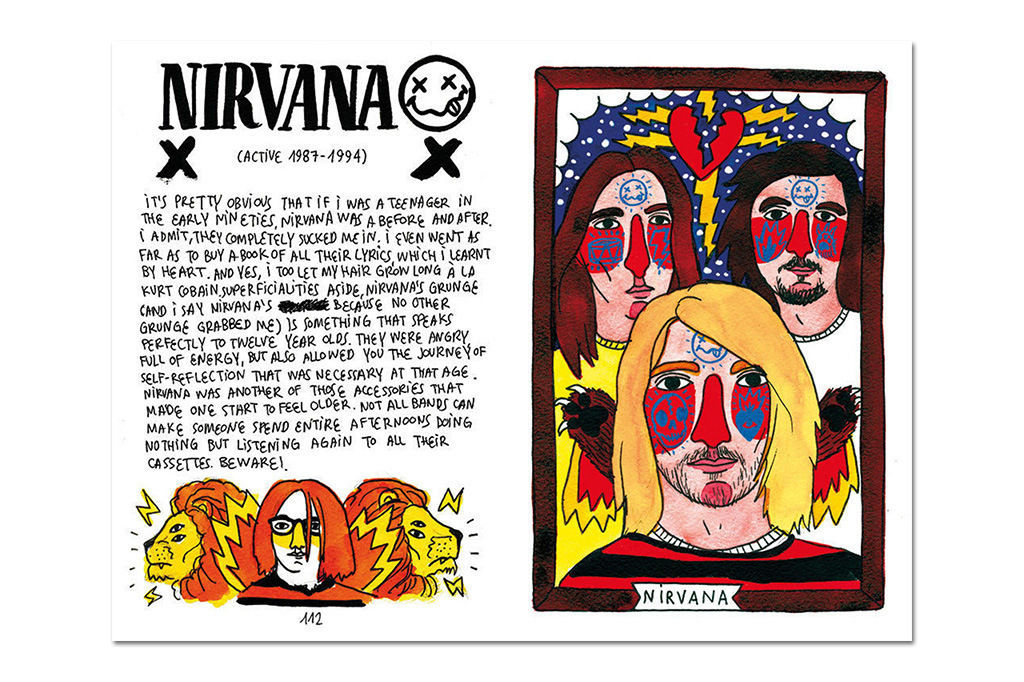 NIRVANA
(ACTIVE 1987-1994)
IT'S PRETTY OBVIOUS THAT IF I WAS A TEENAGER IN
THE EARLY NINETIES, NIRVANA WAS A BEFORE AND AFTER.
I ADMIT, THEY COMPLETELY SUCKED ME IN. I EVEN WENT AS
FAR AS TO BUY A BOOK OF ALL THEIR LYRICS, WHICH I LEARNT
BY HEART. AND YES, I TOO LET MY HAIR GROW LONG À LA
KURT COBAIN. SUPERFICIALITIES ASIDE, NIRVANA'S GRUNGE
(AND I SAY NIRVANA'S BECAUSE NO OTHER
GRUNGE GRABBED ME) IS SOMETHING THAT SPEAKS
PERFECTLY TO TWELVE YEAR OLDS. THEY WERE ANGRY
FULL OF ENERGY, BUT ALSO ALLOWED YOU THE JOURNEY OF
SELF-REFLECTION THAT WAS NECESSARY AT THAT AGE.
NIRVANA WAS ANOTHER OF THOSE ACCESSORIES THAT
MADE ONE START TO FEEL OLDER. NOT ALL BANDS CAN
MAKE SOMEONE SPEND ENTIRE AFTERNOONS DOING
NOTHING BUT LISTENING AGAIN TO ALL THEIR
CASSETTES. BEWARE!
112
NIRVANA